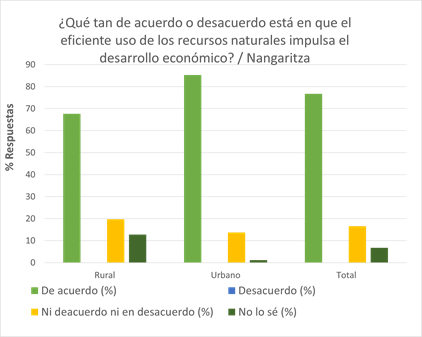 ¿Qué tan de acuerdo o desacuerdo está en que el
eficiente uso de los recursos naturales impulsa el
desarrollo económico? / Nangaritza
% Respuestas
90
80
70
60
50
40
30
20
10
0
Rural
Urbano
Total
De acuerdo (%)
Desacuerdo (%)
Ni deacuerdo ni en desacuerdo (%)
No lo sé (%)